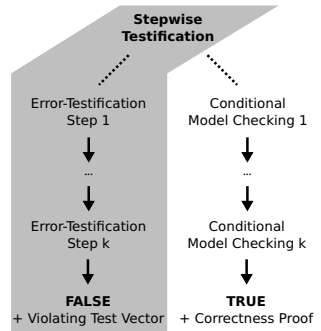 Stepwise
Testification
Error-Testification
Step 1
...
Error-Testification
Step k
FALSE
+ Violating Test Vector
Conditional
Model Checking 1
...
Conditional
Model Checking k
TRUE
+ Correctness Proof